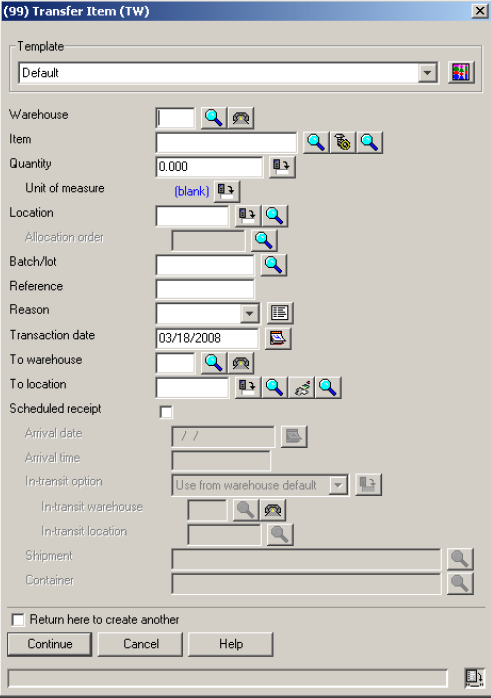 (99) Transfer Item (TW)
Template
Default
Warehouse
Item
Quantity 0.000
Unit of measure (blank)
Location
Allocation order
Batch/lot
Reference
Reason
Transaction date 03/18/2008
To warehouse
To location
Scheduled receipt
Arrival date / /
Arrival time
In-transit option Use from warehouse default
In-transit warehouse
In-transit location
Shipment
Container
Return here to create another
Continue Cancel Help